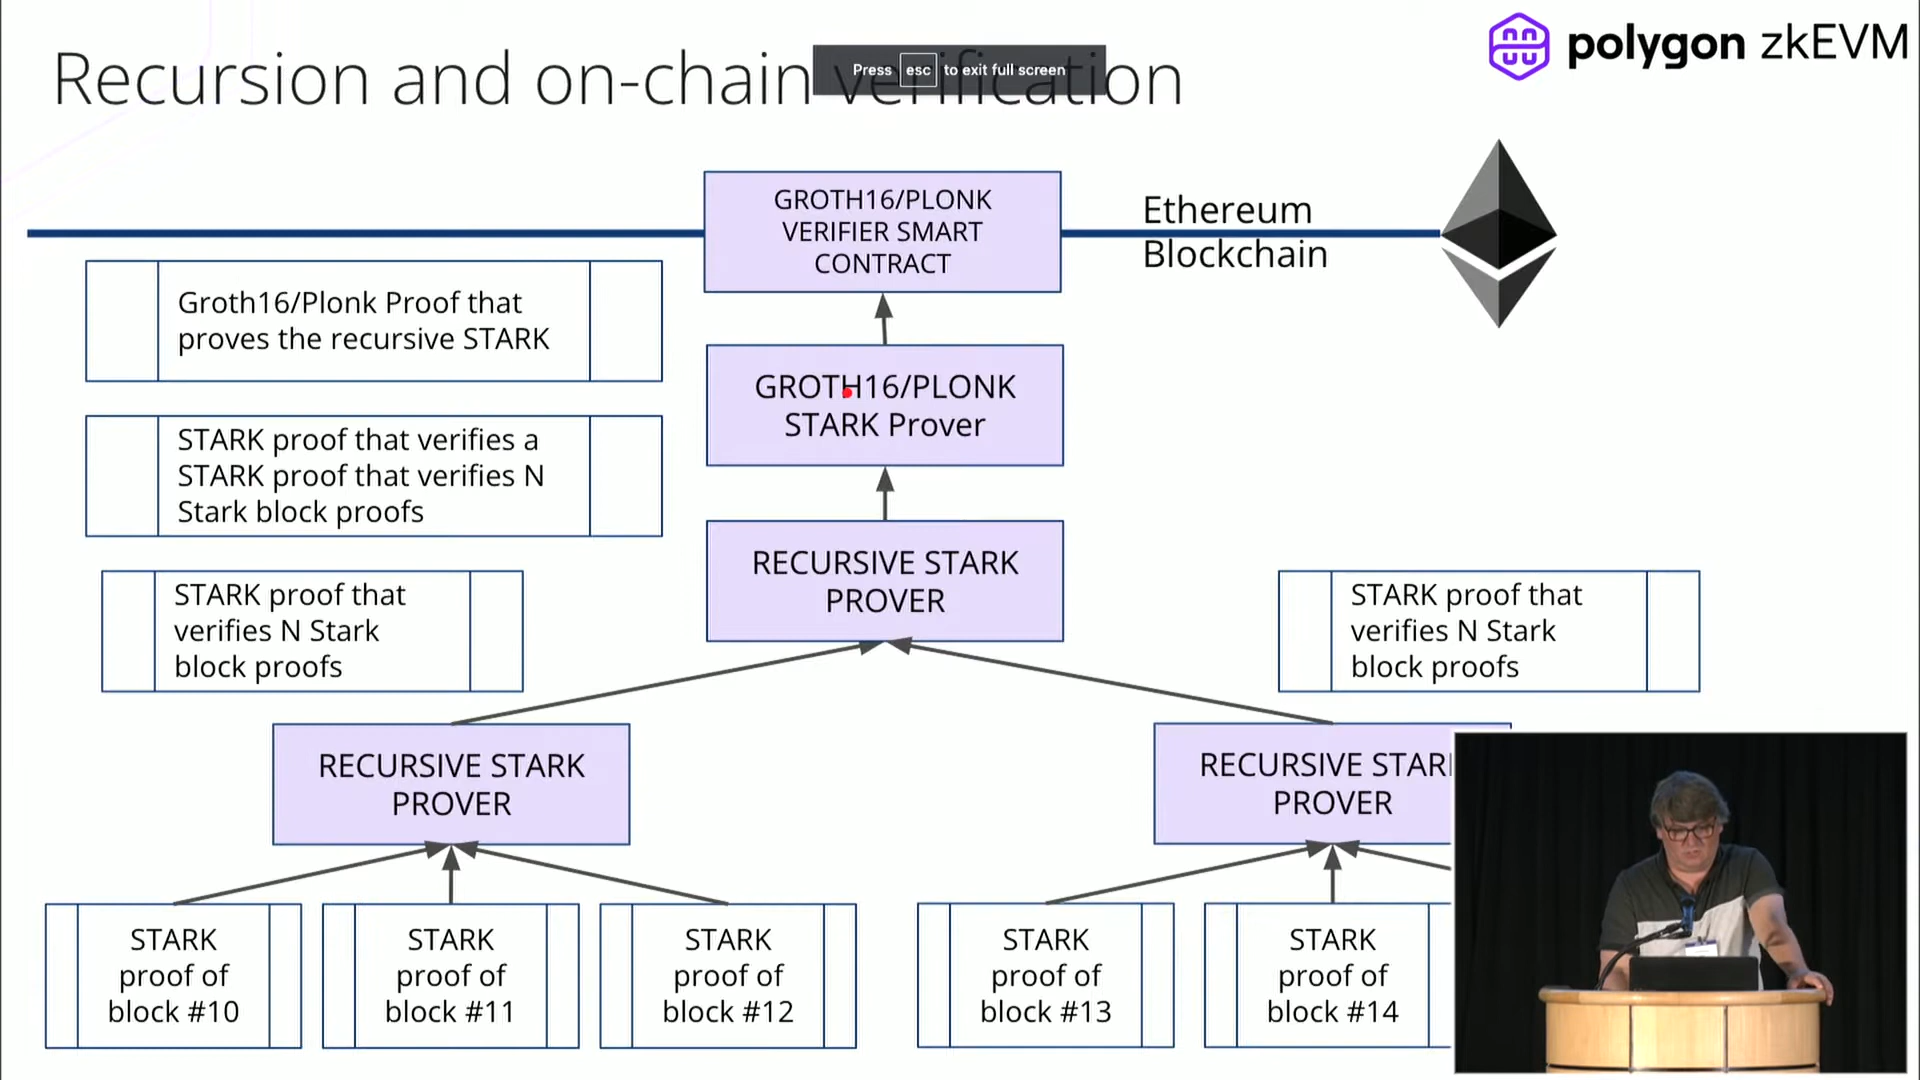 Recursion and on-chain verification
Press esc to exit full screen
polygon zkEVM
GROTH16/PLONK
VERIFIER SMART
CONTRACT
Ethereum
Blockchain
Groth16/Plonk Proof that
proves the recursive STARK
GROTH16/PLONK
STARK Prover
STARK proof that verifies a
STARK proof that verifies N
Stark block proofs
RECURSIVE STARK
PROVER
STARK proof that
verifies N Stark
block proofs
STARK proof that
verifies N Stark
block proofs
RECURSIVE STARK
PROVER
RECURSIVE STARK
PROVER
STARK
proof of
block #10
STARK
proof of
block #11
STARK
proof of
block #12
STARK
proof of
block #13
STARK
proof of
block #14